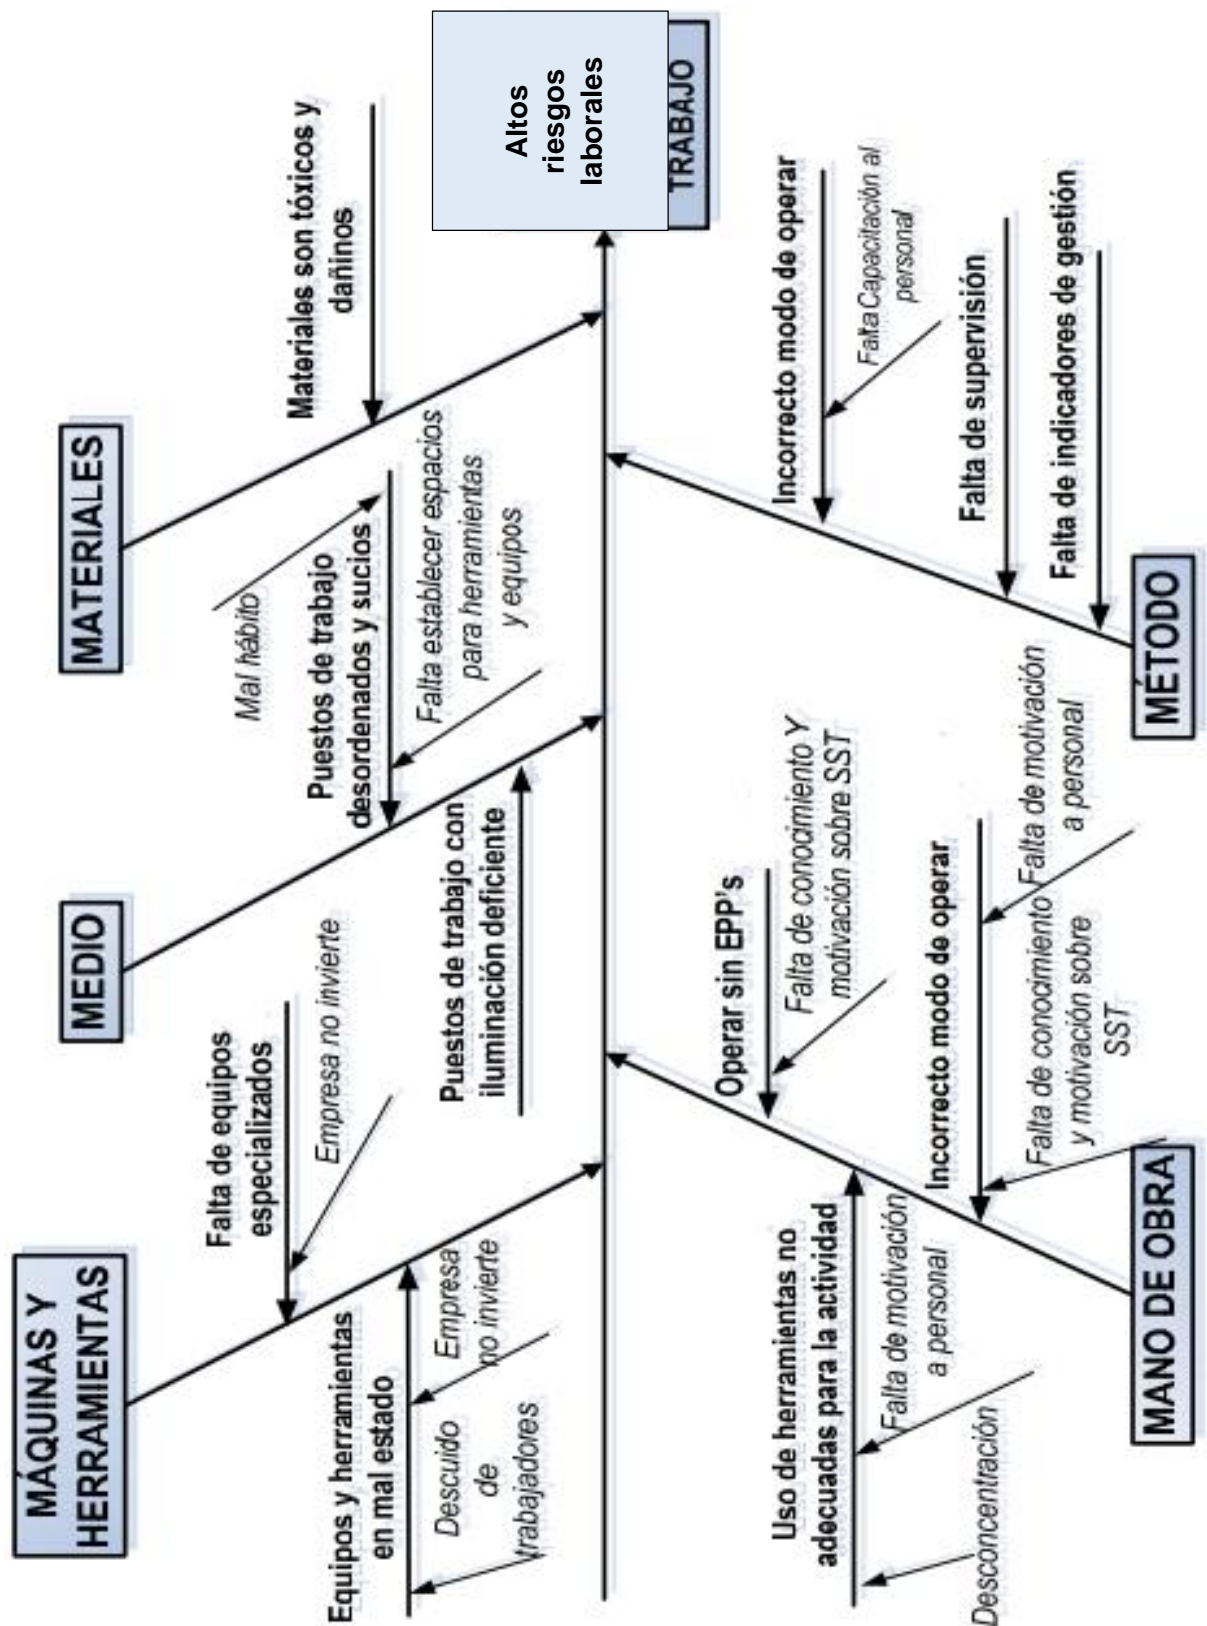 MÁQUINAS Y
HERRAMIENTAS
MEDIO
MATERIALES
Falta de equipos
especializados
Empresa no invierte
Equipos y herramientas
en mal estado
Descuido
de
trabajadores
Empresa
no invierte
Mal hábito
Puestos de trabajo
desordenados y sucios
Falta establecer espacios
para herramientas
y equipos
Puestos de trabajo con
iluminación deficiente
Materiales son tóxicos y
dañinos
Altos
riesgos
laborales
TRABAJO
Uso de herramientas no
adecuadas para la actividad
Falta de motivación
a personal
Desconcentración
Operar sin EPP's
Falta de conocimiento Y
motivación sobre SST
Incorrecto modo de operar
Falta de conocimiento
y motivación sobre
SST
Falta de motivación
a personal
Incorrecto modo de operar
Falta Capacitación al
personal
Falta de supervisión
Falta de indicadores de gestión
MANO DE OBRA
MÉTODO